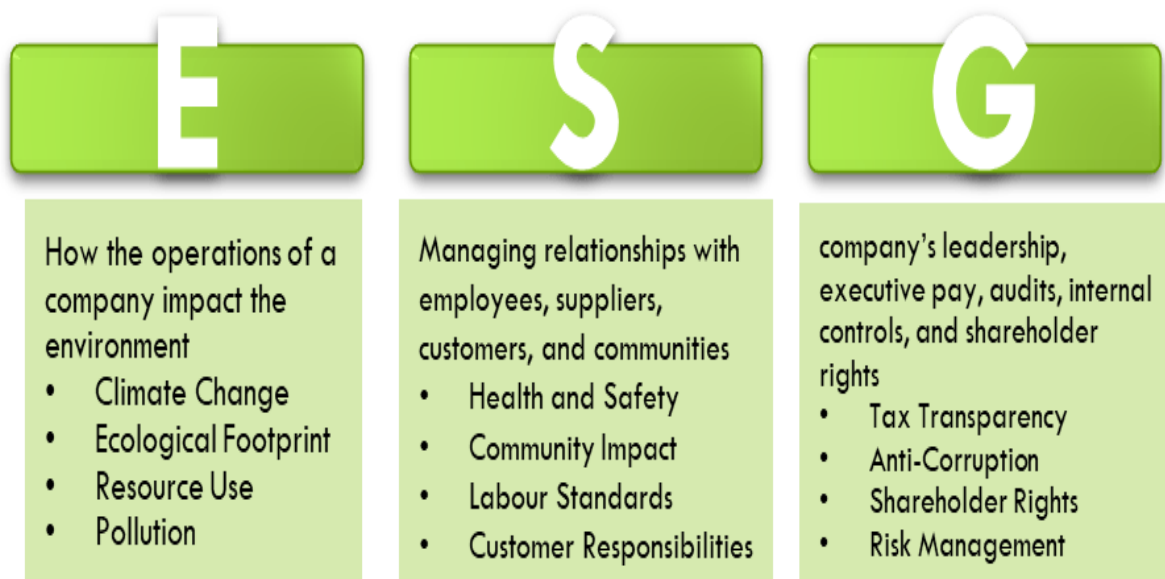 E
How the operations of a
company impact the
environment
• Climate Change
• Ecological Footprint
• Resource Use
• Pollution
S
Managing relationships with
employees, suppliers,
customers, and communities
• Health and Safety
• Community Impact
• Labour Standards
• Customer Responsibilities
G
company’s leadership,
executive pay, audits, internal
controls, and shareholder
rights
• Tax Transparency
• Anti-Corruption
• Shareholder Rights
• Risk Management